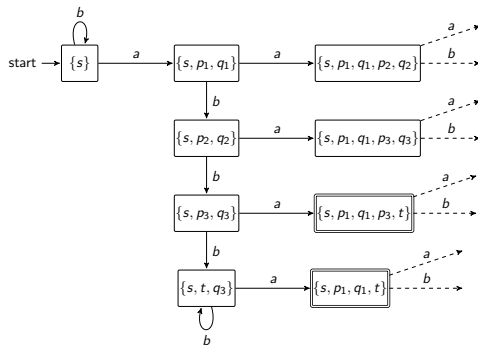 b
a
start {s} a {s, p₁, q₁} a {s, p₁, q₁, p₂, q₂} b
b
a
{s, p₂, q₂} a {s, p₁, q₁, p₃, q₃} b
b
a
{s, p₃, q₃} a {s, p₁, q₁, p₃, t} b
b
a
{s, t, q₃} a {s, p₁, q₁, t} b
b